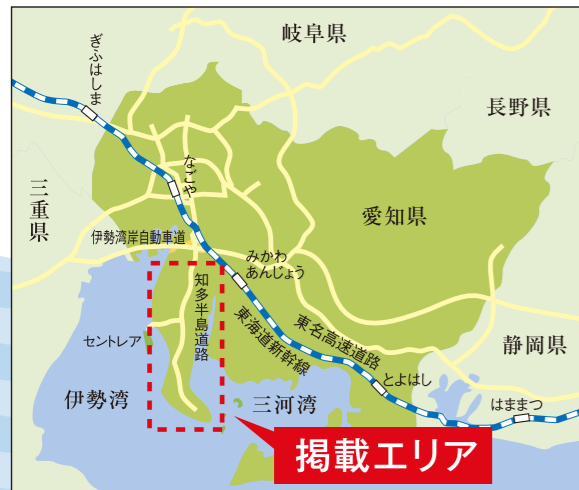 岐阜県
ぎふはしま
長野県
三重県
なごや
愛知県
伊勢湾岸自動車道
みかわ
あんじょう
知多半島道路
セントレア
東名高速道路
東海道新幹線
静岡県
とよはし
伊勢湾
三河湾
はままつ
掲載エリア